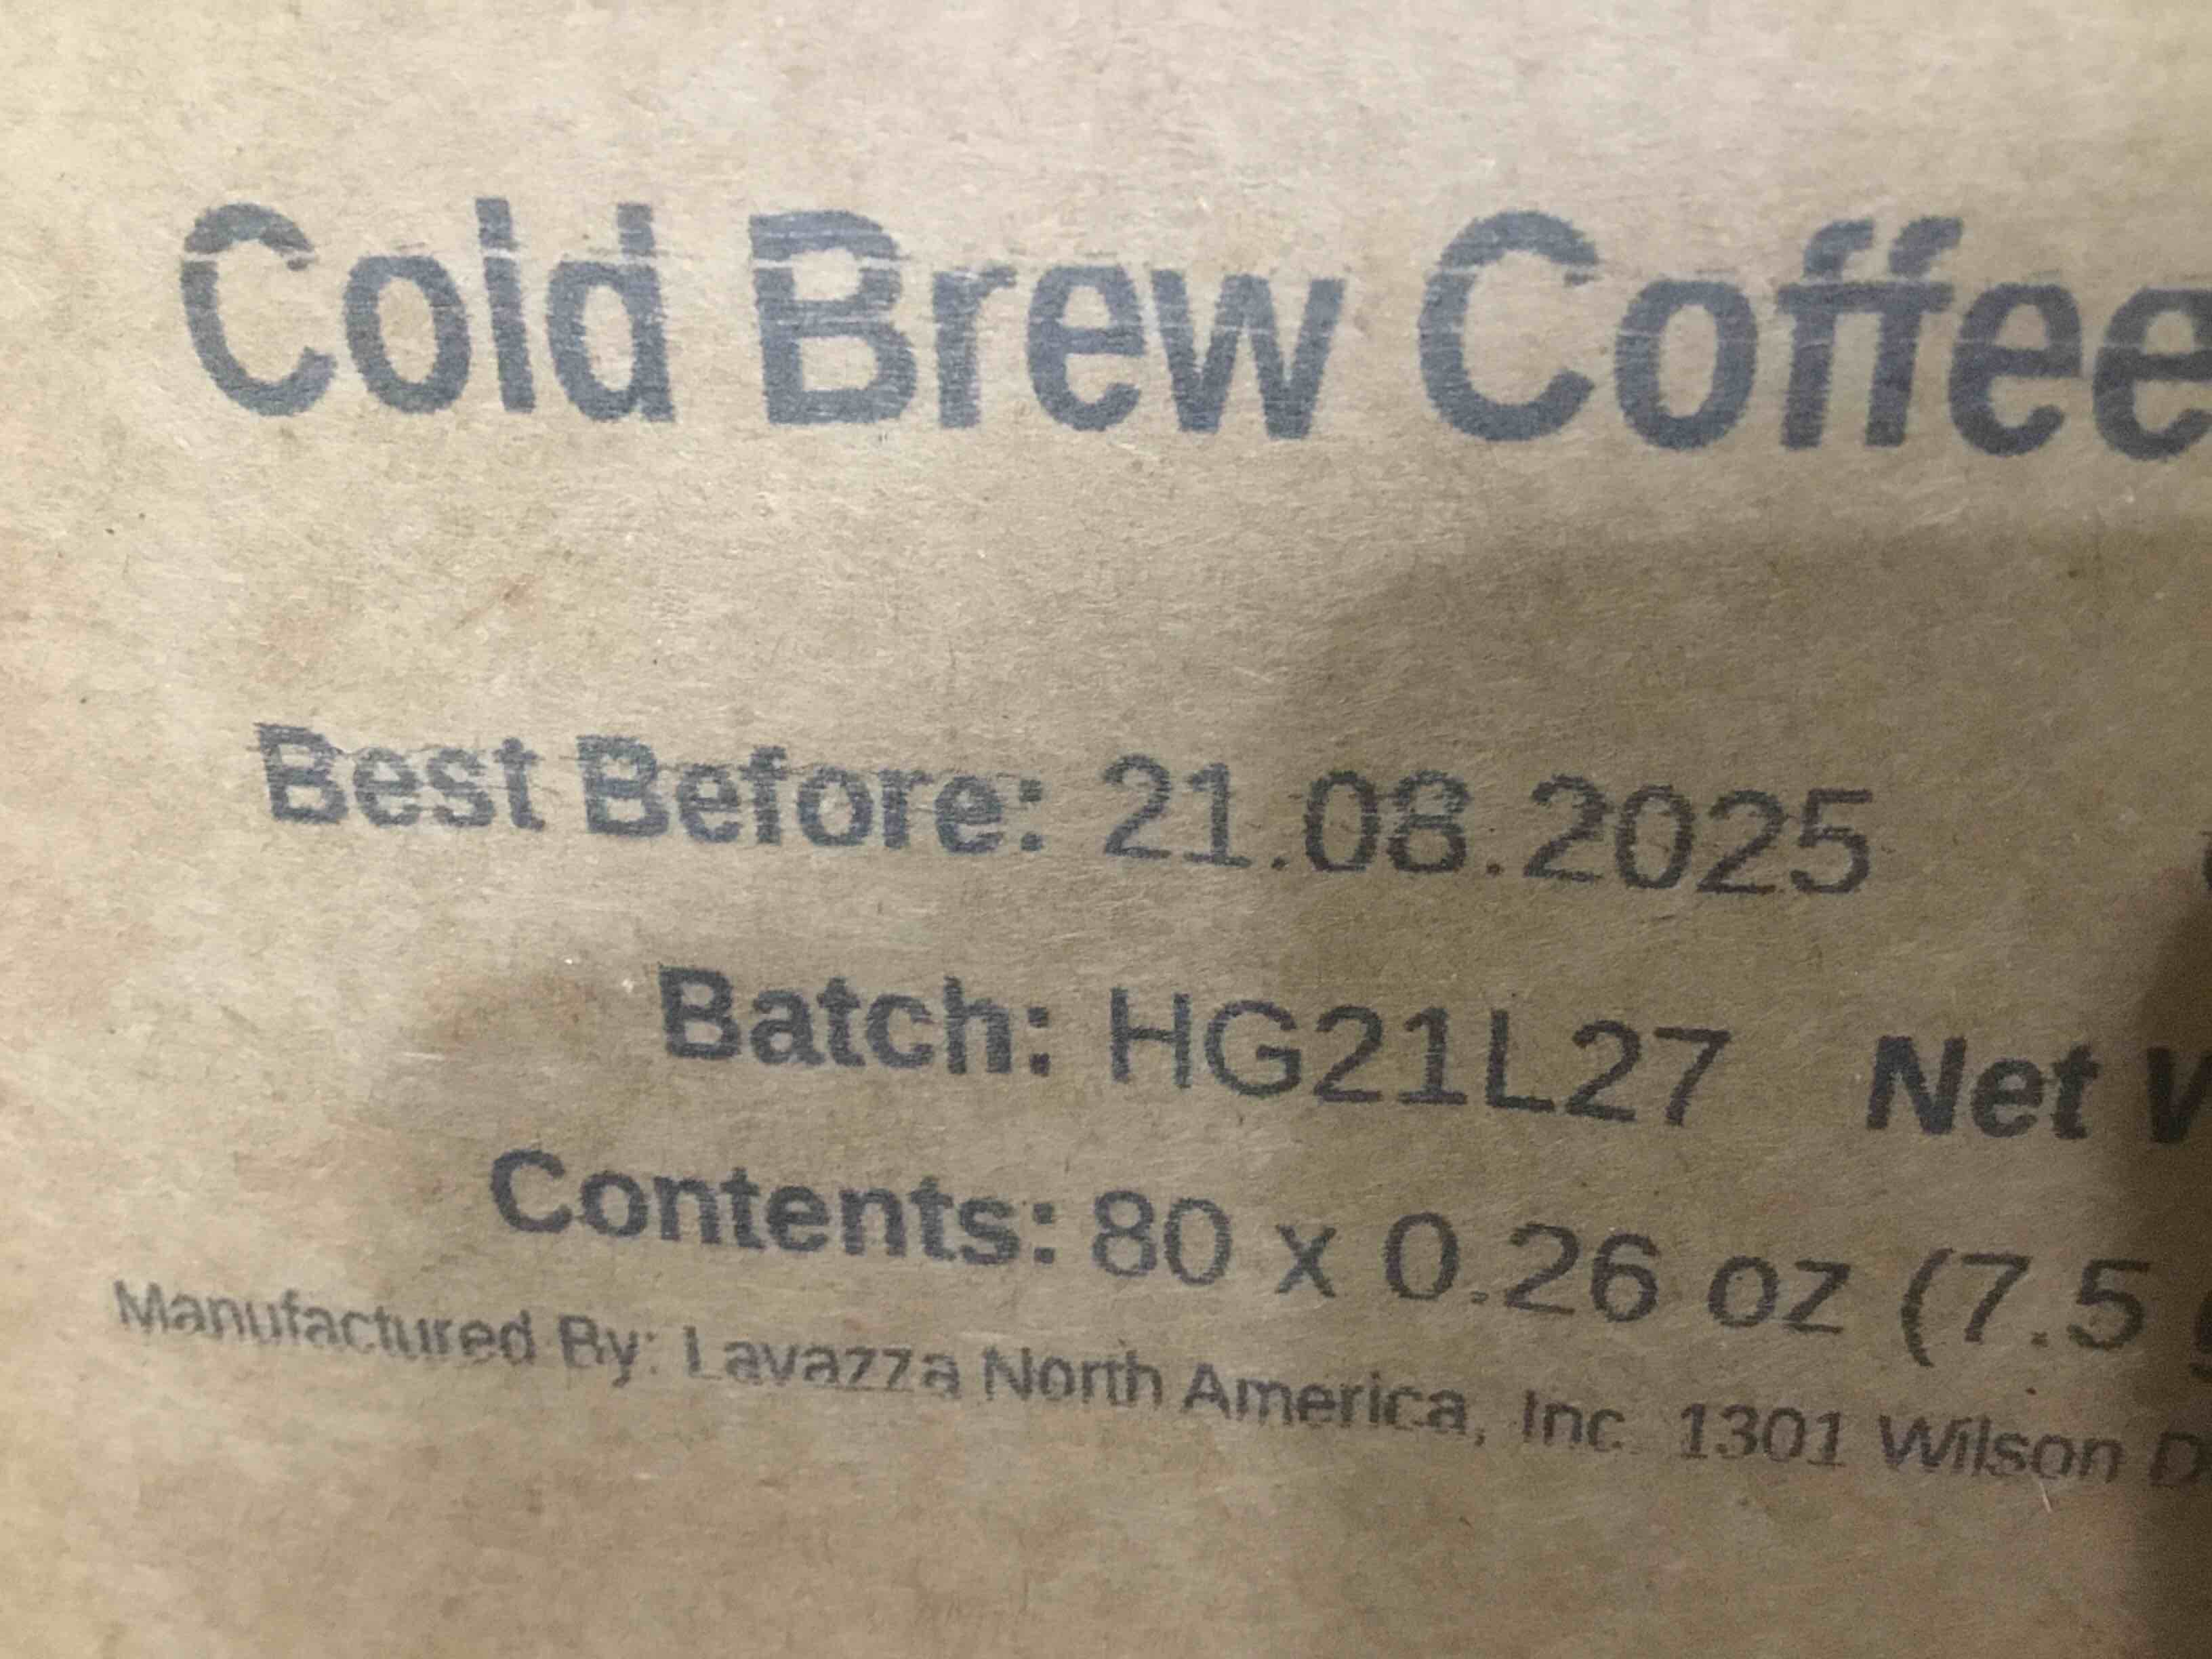 Cold Brew Coffee
Best Before: 21.08.2025
Batch: HG21L27 Net
Contents: 80 x 0.26 oz (7.5
Manufactured By: Lavazza North America, Inc. 1301 Wilson D